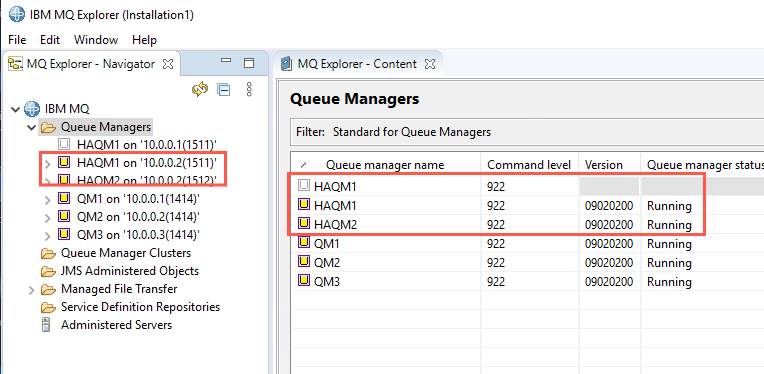 IBM MQ Explorer (Installation1)
File Edit Window Help
MQ Explorer - Navigator
IBM MQ
Queue Managers
HAQM1 on '10.0.0.1(1511)'
HAQM1 on '10.0.0.2(1511)'
HAQM2 on '10.0.0.2(1512)'
QM1 on '10.0.0.1(1414)'
QM2 on '10.0.0.2(1414)'
QM3 on '10.0.0.3(1414)'
Queue Manager Clusters
JMS Administered Objects
Managed File Transfer
Service Definition Repositories
Administered Servers
MQ Explorer - Content
Queue Managers
Filter: Standard for Queue Managers
Queue manager name Command level Version Queue manager status
HAQM1 922
HAQM1 922 09020200 Running
HAQM2 922 09020200 Running
QM1 922 09020200 Running
QM2 922 09020200 Running
QM3 922 09020200 Running